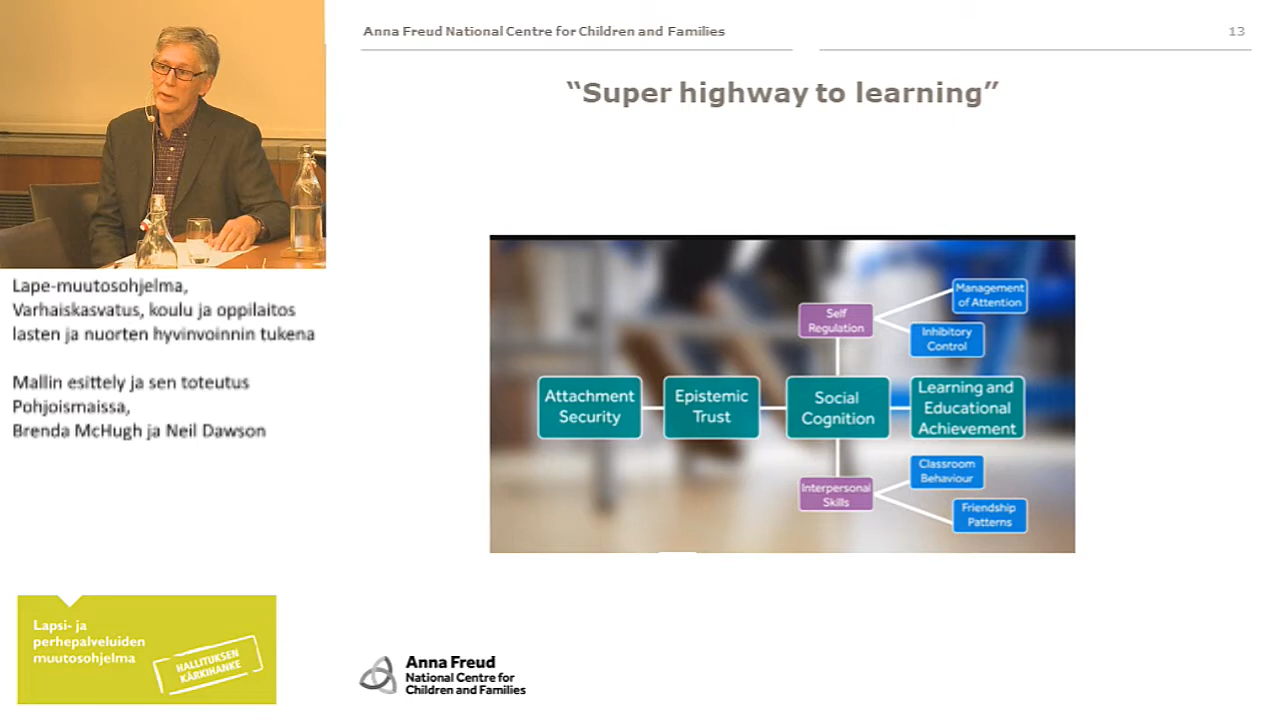 Anna Freud National Centre for Children and Families
13
“Super highway to learning”
Lape-muutosohjelma,
Varhaiskasvatus, koulu ja oppilaitos
lasten ja nuorten hyvinvoinnin tukena
Mallin esittely ja sen toteutus
Pohjoismaissa,
Brenda McHugh ja Neil Dawson
Attachment
Security
Epistemic
Trust
Social
Cognition
Learning and
Educational
Achievement
Self
Regulation
Management
of Attention
Inhibitory
Control
Interpersonal
Skills
Classroom
Behaviour
Friendship
Patterns
Lapsi- ja
perhepalveluiden
muutosohjelma
HALLITUKSEN
KÄRKIHANKE
Anna Freud
National Centre for
Children and Families